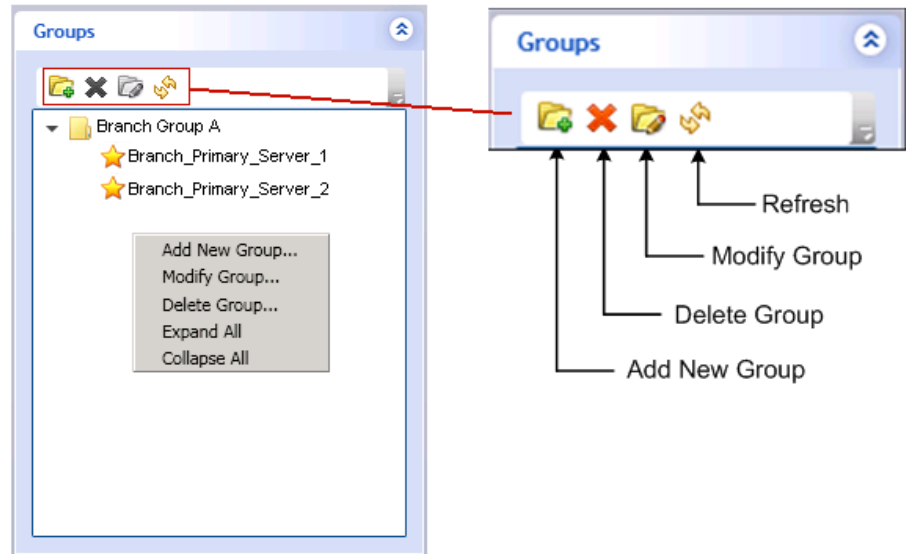 Groups
Branch Group A
Branch_Primary_Server_1
Branch_Primary_Server_2
Add New Group...
Modify Group...
Delete Group...
Expand All
Collapse All
Groups
Refresh
Modify Group
Delete Group
Add New Group